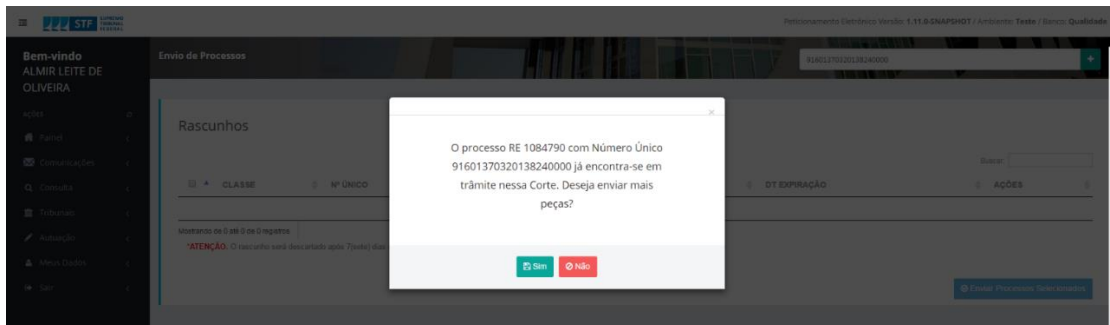 STF SUPREMO TRIBUNAL FEDERAL
Peticionamento Eletrônico Versão: 1.11.0-SNAPSHOT / Ambiente: Teste / Banco: Qualidade
Bem-vindo
ALMIR LEITE DE
OLIVEIRA
Envio de Processos
91601370320138240000
AÇÕES
Painel
Comunicações
Consulta
Tribunais
Autuação
Meus Dados
Sair
Rascunhos
Buscar:
CLASSE Nº ÚNICO DT EXPIRAÇÃO AÇÕES
Mostrando de 0 até 0 de 0 registros
*ATENÇÃO: O rascunho será descartado após 7(sete) dias
Enviar Processos Selecionados
×
O processo RE 1084790 com Número Único
91601370320138240000 já encontra-se em
trâmite nessa Corte. Deseja enviar mais
peças?
Sim Não